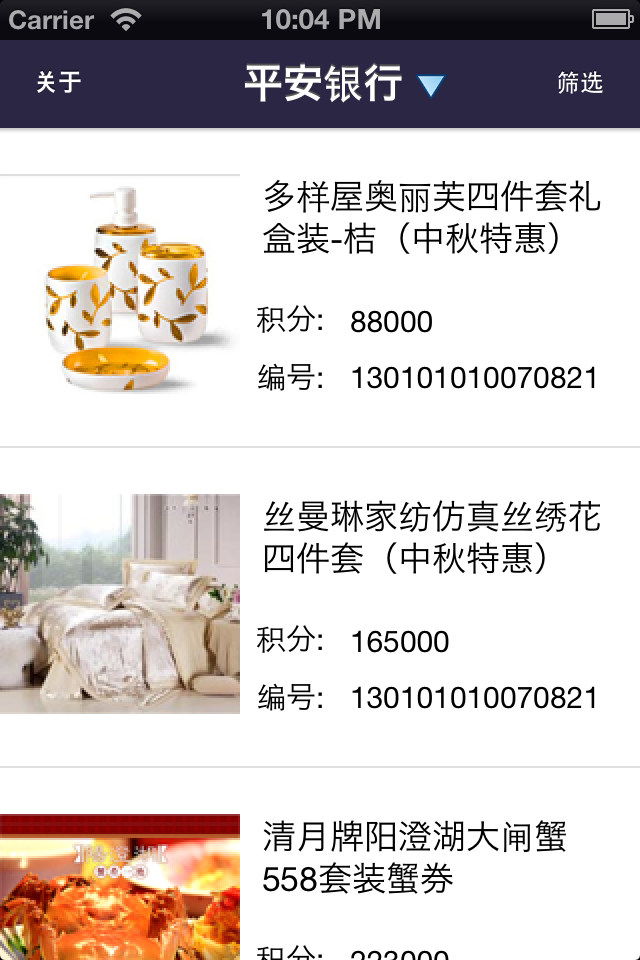 Carrier 10:04 PM
关于 平安银行 筛选
多样屋奥丽芙四件套礼
盒装-桔（中秋特惠）
积分: 88000
编号: 130101010070821
丝曼琳家纺仿真丝绣花
四件套（中秋特惠）
积分: 165000
编号: 130101010070821
清月牌阳澄湖大闸蟹
558套装蟹券
积分: 223000